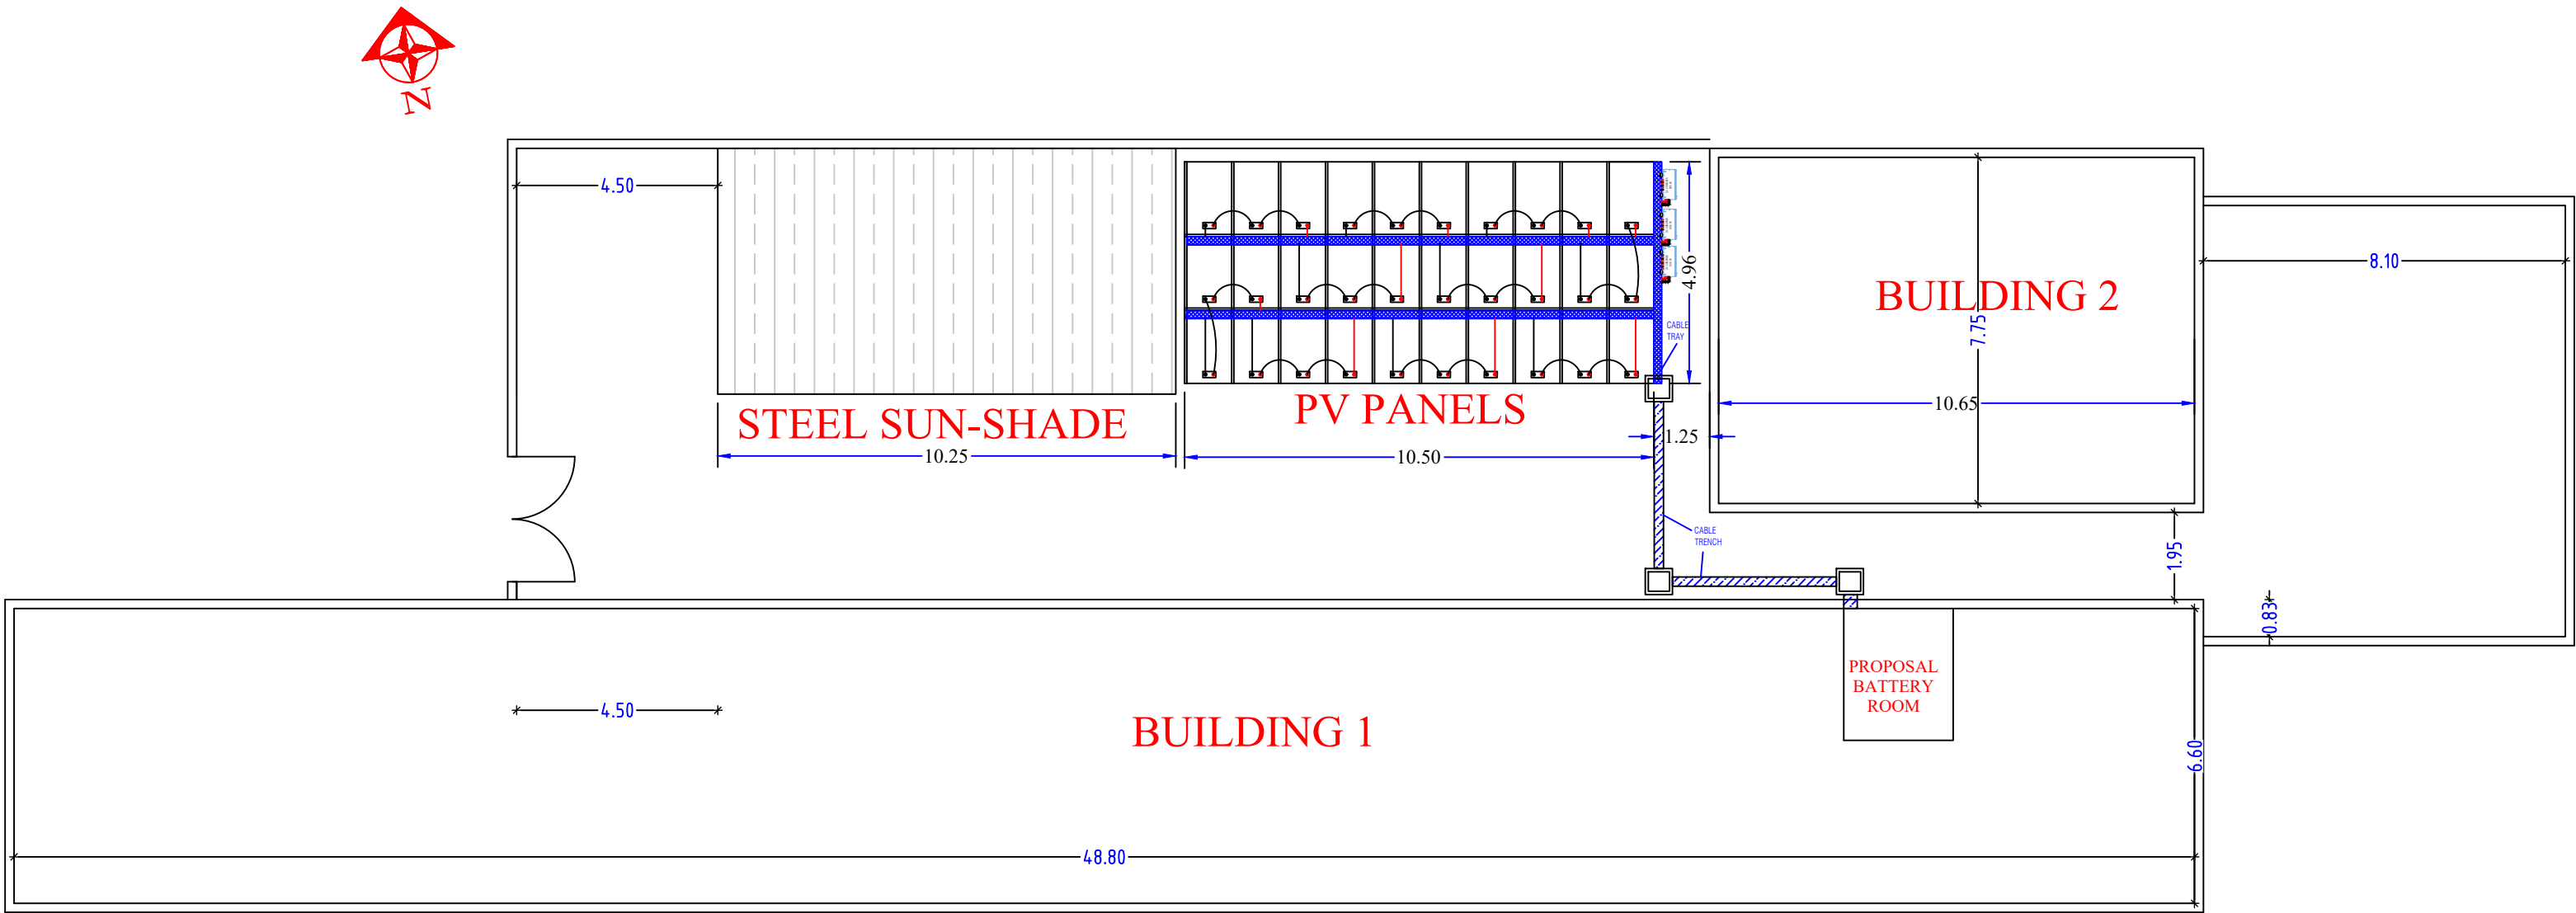 N
4.50
4.96
8.10
BUILDING 2
7.75
CABLE
TRAY
10.65
STEEL SUN-SHADE
PV PANELS
1.25
10.25
10.50
CABLE
TRENCH
1.95
0.83
PROPOSAL
BATTERY
ROOM
4.50
BUILDING 1
6.60
48.80